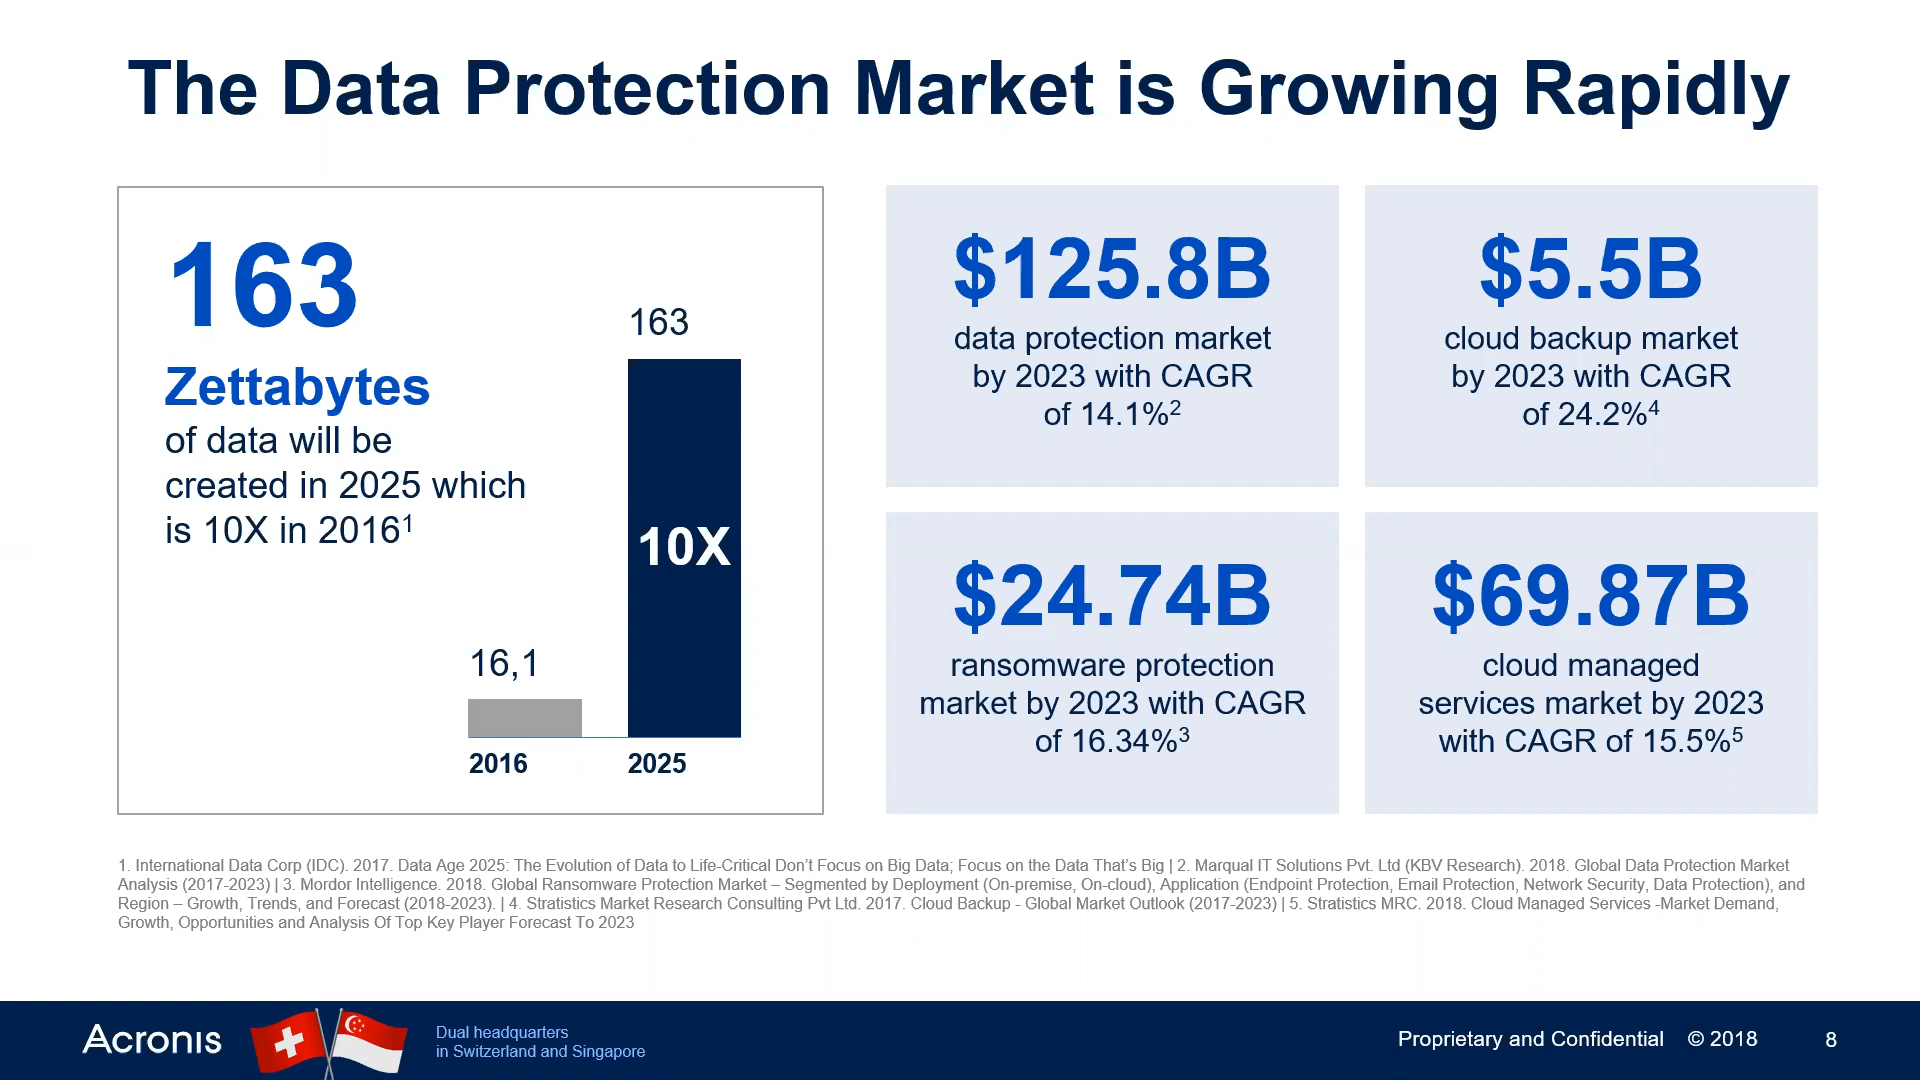 The Data Protection Market is Growing Rapidly
163
Zettabytes
of data will be
created in 2025 which
is 10X in 2016¹
163
10X
16,1
2016
2025
$125.8B
data protection market
by 2023 with CAGR
of 14.1%²
$5.5B
cloud backup market
by 2023 with CAGR
of 24.2%⁴
$24.74B
ransomware protection
market by 2023 with CAGR
of 16.34%³
$69.87B
cloud managed
services market by 2023
with CAGR of 15.5%⁵
1. International Data Corp (IDC). 2017. Data Age 2025: The Evolution of Data to Life-Critical Don’t Focus on Big Data; Focus on the Data That’s Big | 2. Marqual IT Solutions Pvt. Ltd (KBV Research). 2018. Global Data Protection Market
Analysis (2017-2023) | 3. Mordor Intelligence. 2018. Global Ransomware Protection Market – Segmented by Deployment (On-premise, On-cloud), Application (Endpoint Protection, Email Protection, Network Security, Data Protection), and
Region – Growth, Trends, and Forecast (2018-2023). | 4. Stratistics Market Research Consulting Pvt Ltd. 2017. Cloud Backup - Global Market Outlook (2017-2023) | 5. Stratistics MRC. 2018. Cloud Managed Services -Market Demand,
Growth, Opportunities and Analysis Of Top Key Player Forecast To 2023
Acronis
Dual headquarters
in Switzerland and Singapore
Proprietary and Confidential © 2018 8